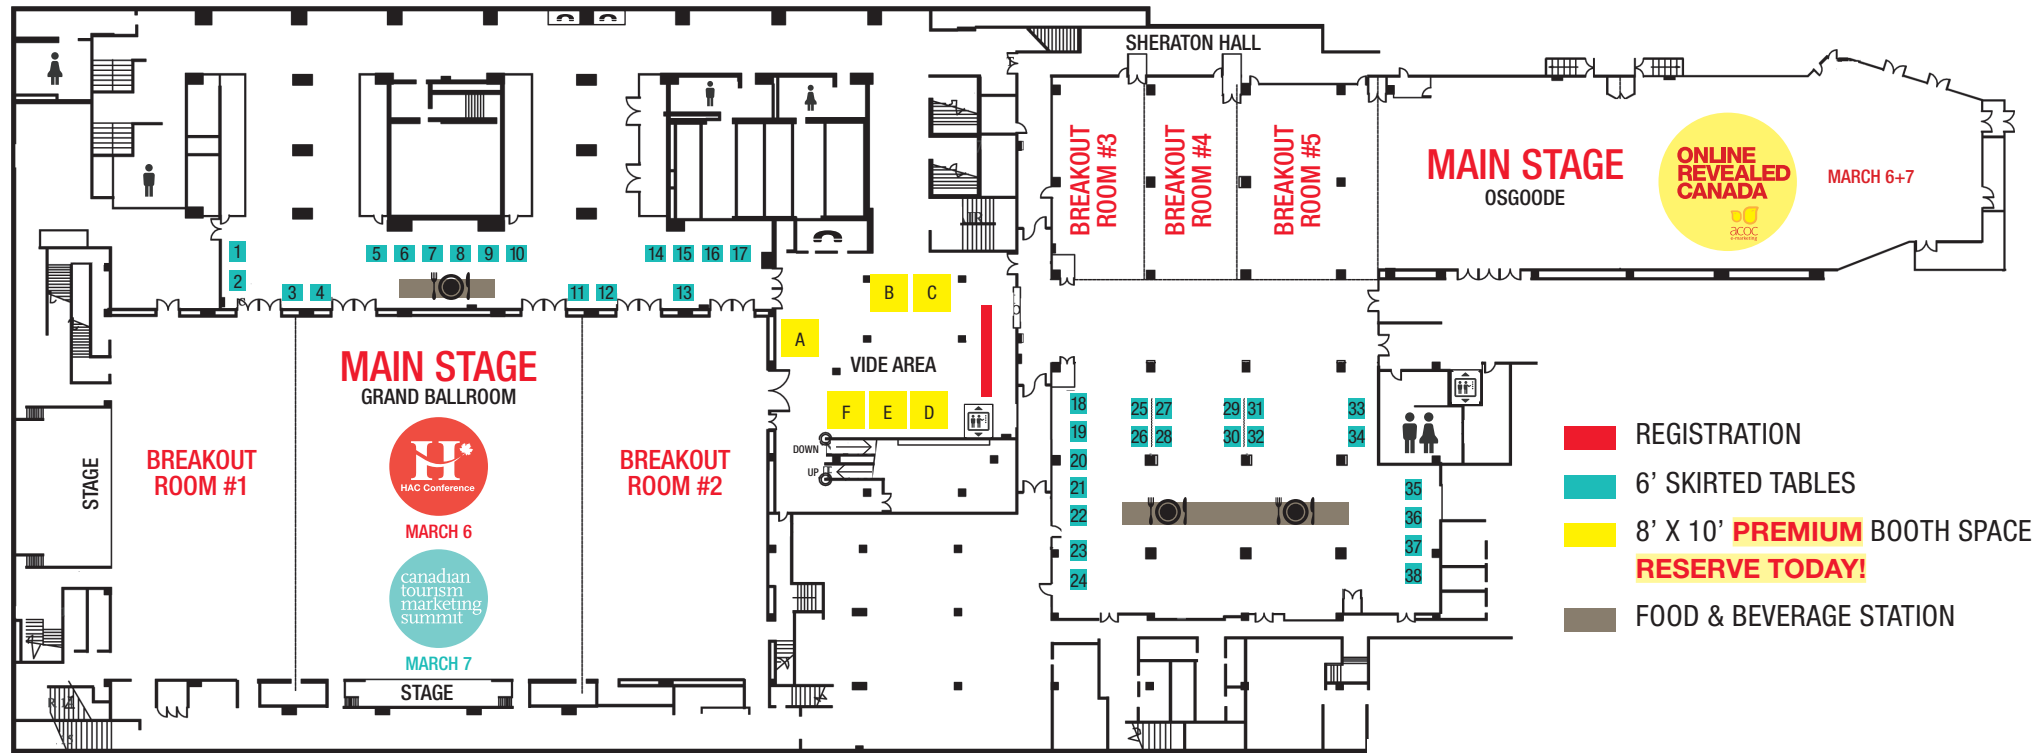 SHERATON HALL
BREAKOUT
ROOM #3
BREAKOUT
ROOM #4
BREAKOUT
ROOM #5
MAIN STAGE
OSGOODE
ONLINE
REVEALED
CANADA
acoc
e-marketing
MARCH 6+7
1
2
3
4
5
6
7
8
9
10
11
12
13
14
15
16
17
A
B
C
VIDE AREA
F
E
D
DOWN
UP
MAIN STAGE
GRAND BALLROOM
H
HAC Conference
MARCH 6
canadian
tourism
marketing
summit
MARCH 7
STAGE
BREAKOUT
ROOM #1
BREAKOUT
ROOM #2
STAGE
18
19
20
21
22
23
24
25 27
26 28
29 31
30 32
33
34
35
36
37
38
REGISTRATION
6’ SKIRTED TABLES
8’ X 10’ PREMIUM BOOTH SPACE
RESERVE TODAY!
FOOD & BEVERAGE STATION